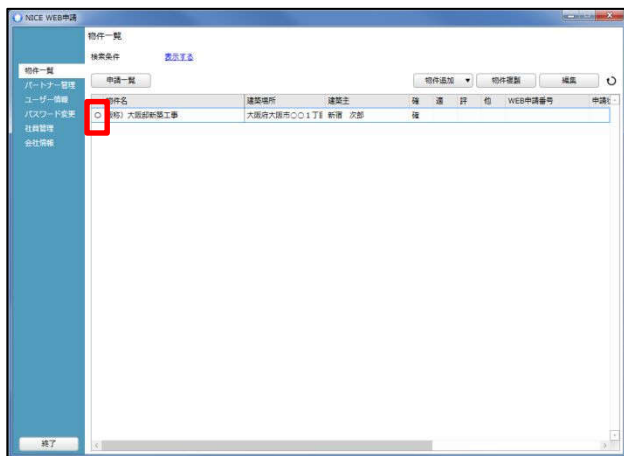 NICE WEB申請
物件一覧
検索条件 表示する
物件一覧
パートナー管理
ユーザー情報
パスワード変更
社員管理
会社情報
申請一覧 物件追加 ▼ 物件複製 編集
物件名 建築場所 建築主 確 適 評 他 WEB申請番号
○ 称）大阪邸新築工事 大阪府大阪市○○1丁目 新宿 次郎 確
終了